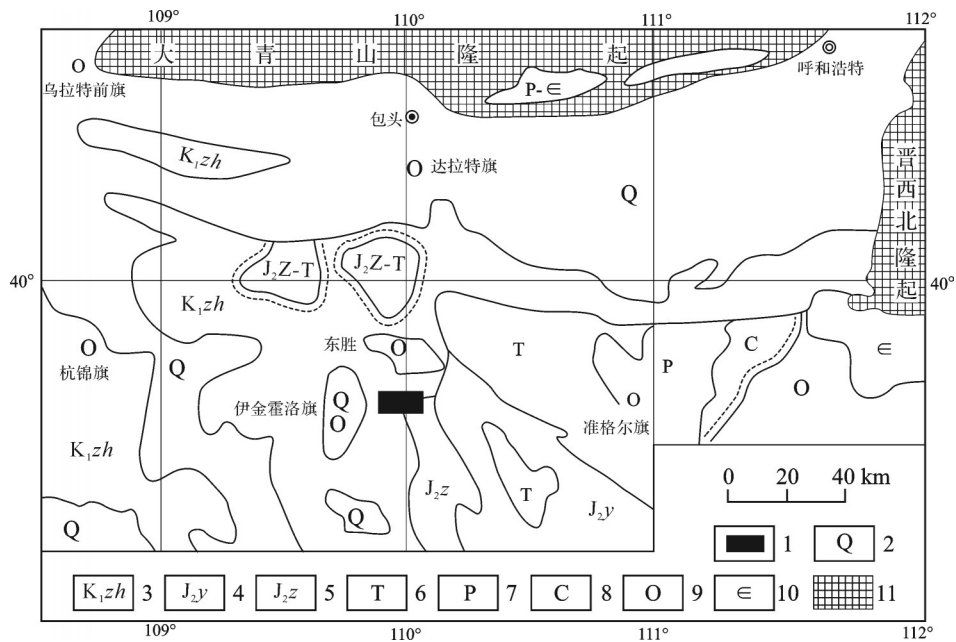 109° 110° 111° 112°
大青山隆起
呼和浩特
乌拉特前旗
P-∈
包头
K₁zh
达拉特旗
Q
晋西北隆起
J₂Z-T J₂Z-T
40° 40°
K₁zh
东胜
T
C
∈
P
杭锦旗
Q
O
伊金霍洛旗
Q
准格尔旗
K₁zh
J₂z
T
J₂y
0 20 40 km
Q
Q
1 Q 2
K₁zh 3 J₂y 4 J₂z 5 T 6 P 7 C 8 O 9 ∈ 10 11
109° 110° 111° 112°